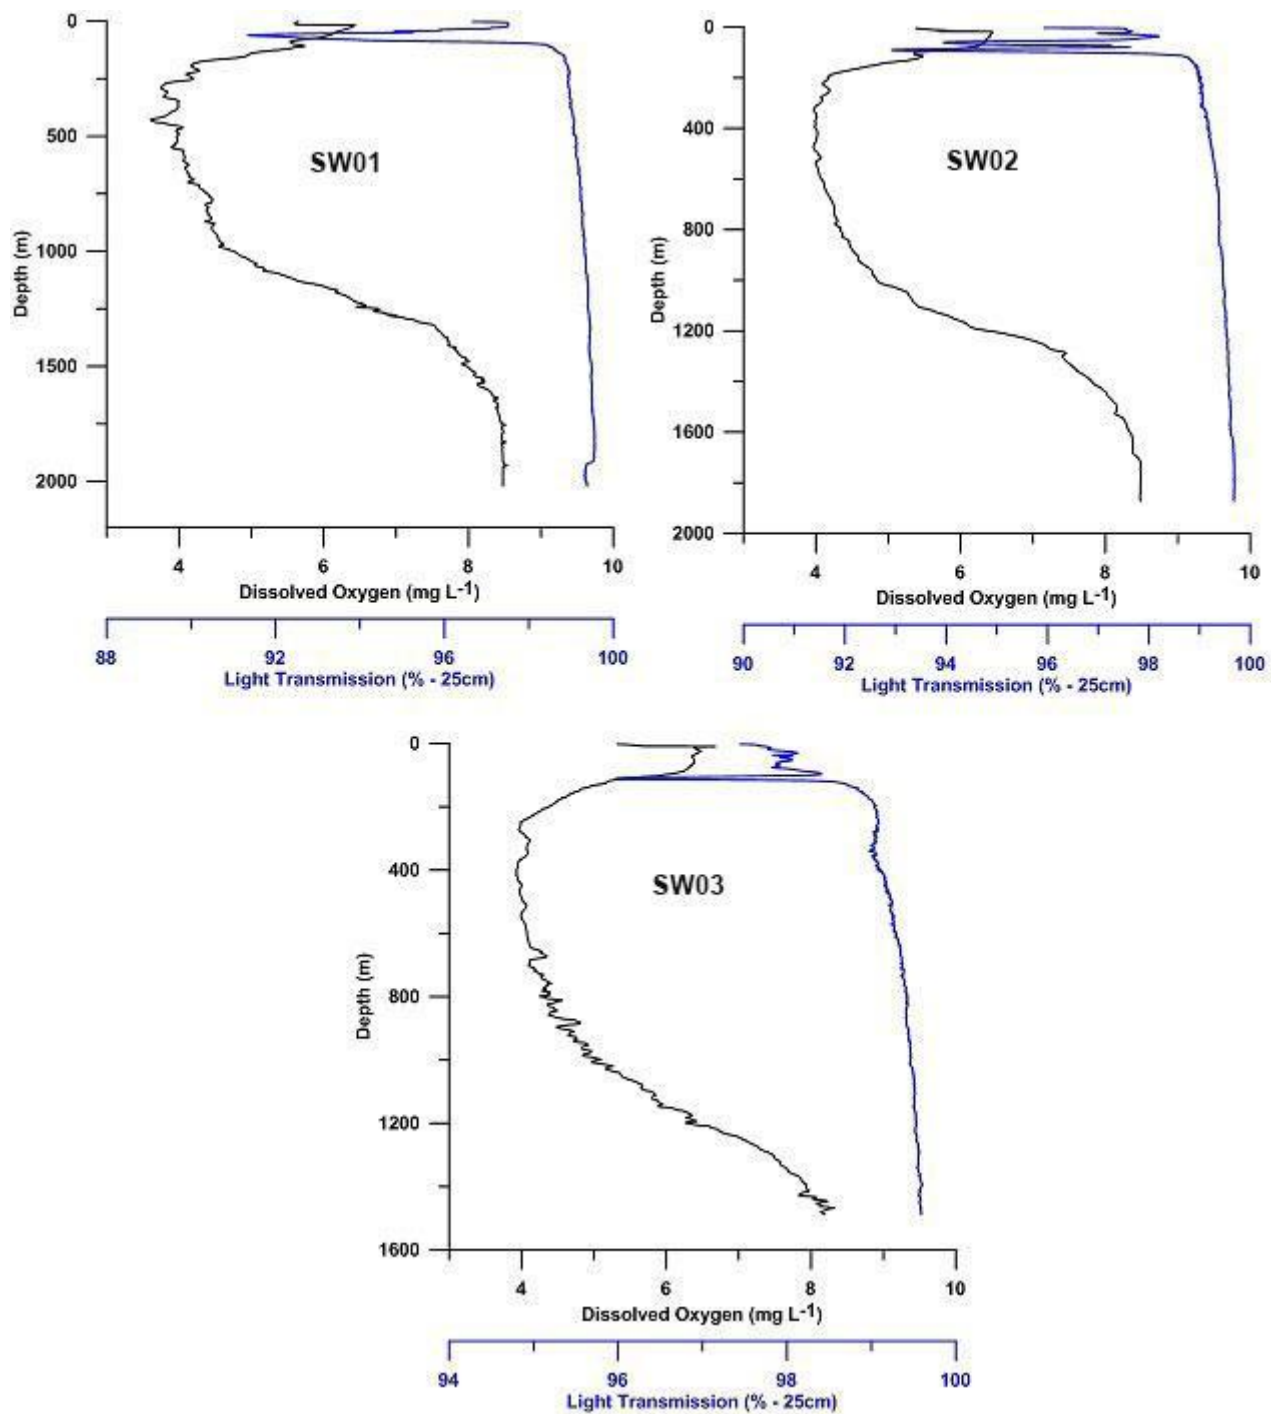 0
500
1000
1500
2000
Depth (m)
SW01
4 6 8 10
Dissolved Oxygen (mg L-1)
88 92 96 100
Light Transmission (% - 25cm)
0
400
800
1200
1600
2000
Depth (m)
SW02
4 6 8 10
Dissolved Oxygen (mg L-1)
90 92 94 96 98 100
Light Transmission (% - 25cm)
0
400
800
1200
1600
Depth (m)
SW03
4 6 8 10
Dissolved Oxygen (mg L-1)
94 96 98 100
Light Transmission (% - 25cm)